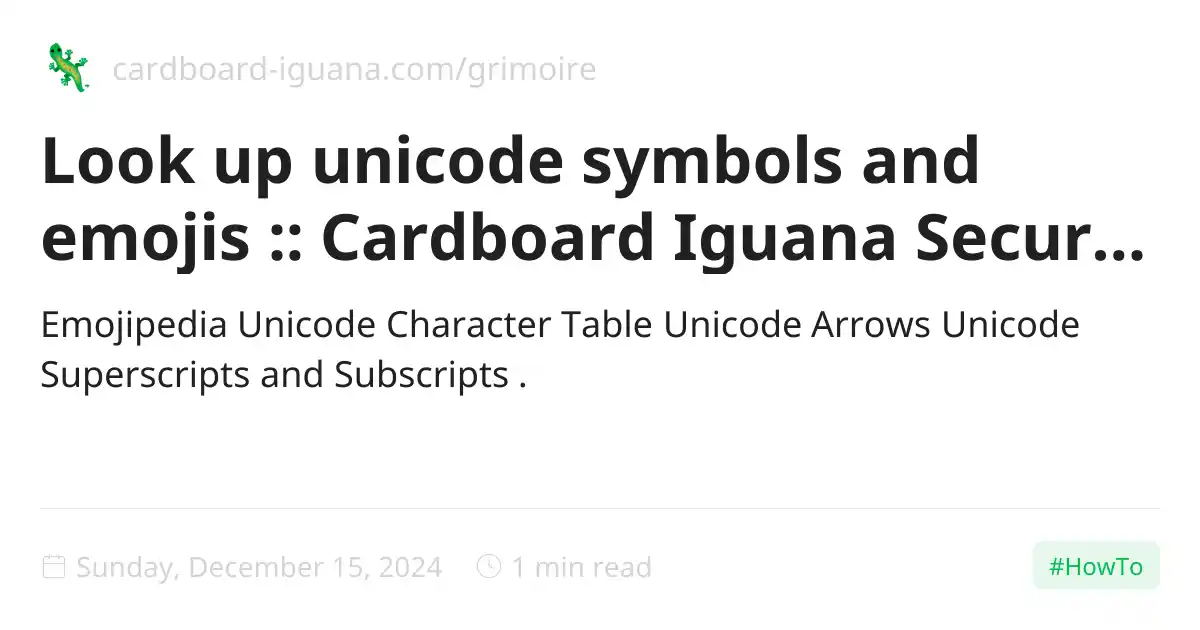 cardboard-iguana.com/grimoire
Look up unicode symbols and
emojis :: Cardboard Iguana Secur...
Emojipedia Unicode Character Table Unicode Arrows Unicode
Superscripts and Subscripts .
Sunday, December 15, 2024 1 min read #HowTo